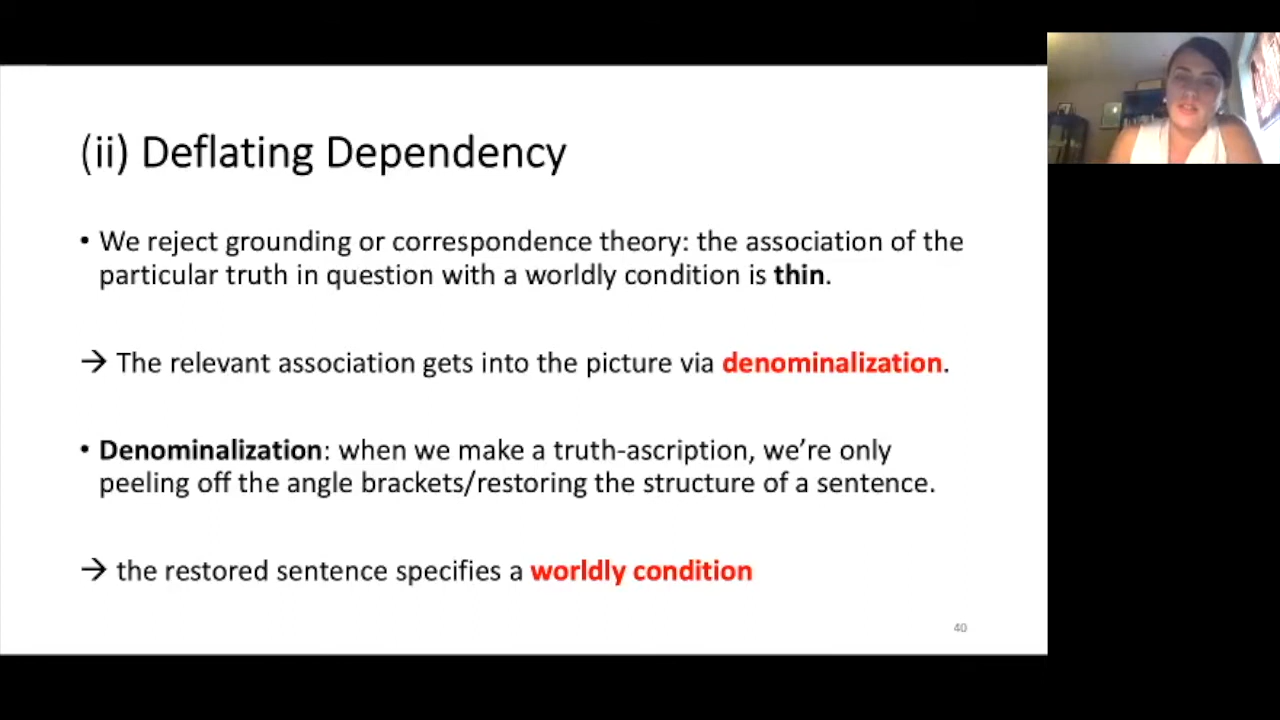 (ii) Deflating Dependency
• We reject grounding or correspondence theory: the association of the
particular truth in question with a worldly condition is thin.
→ The relevant association gets into the picture via denominalization.
• Denominalization: when we make a truth-ascription, we’re only
peeling off the angle brackets/restoring the structure of a sentence.
→ the restored sentence specifies a worldly condition
40